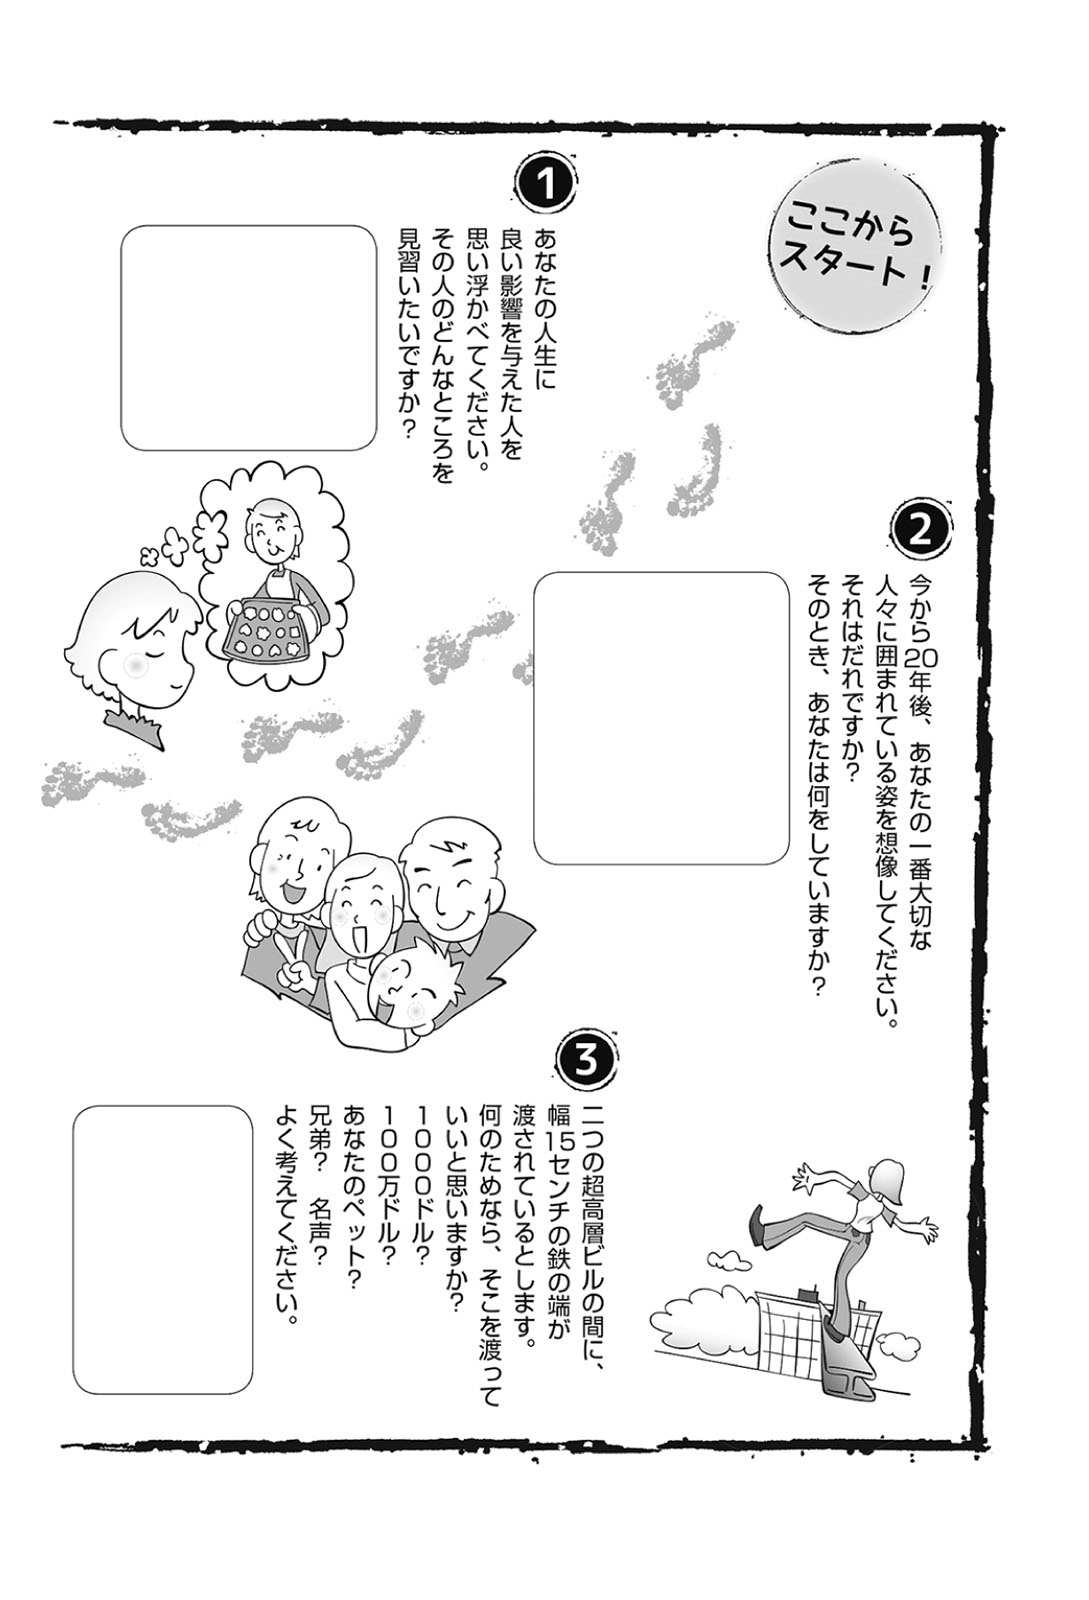 ここから
スタート！
1
あなたの人生に
良い影響を与えた人を
思い浮かべてください。
その人のどんなところを
見習いたいですか？
2
今から20年後、あなたの一番大切な
人々に囲まれている姿を想像してください。
それはだれですか？
そのとき、あなたは何をしていますか？
3
二つの超高層ビルの間に、
幅15センチの鉄の端が
渡されているとします。
何のためなら、そこを渡って
いいと思いますか？
1000ドル？
100万ドル？
あなたのペット？
兄弟？　名声？
よく考えてください。